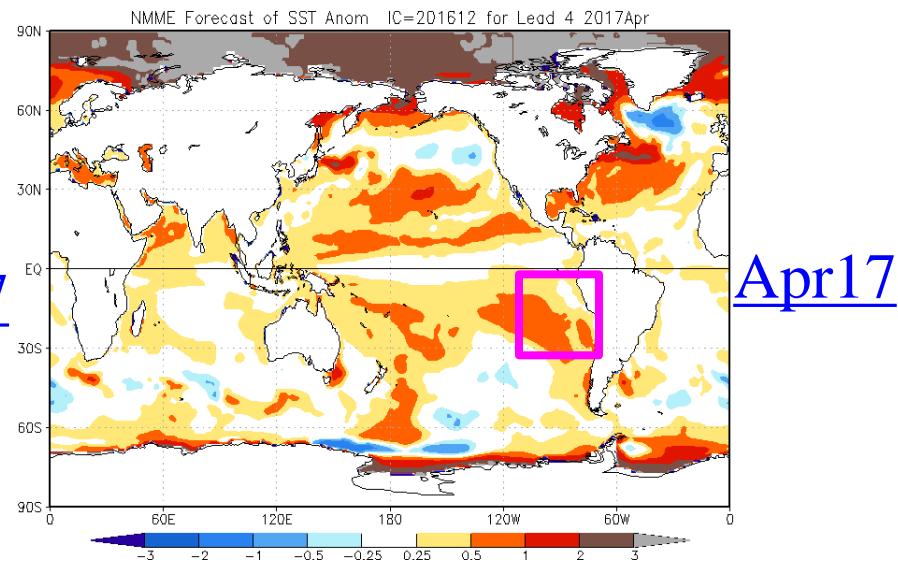 NMME Forecast of SST Anom IC=201612 for Lead 4 2017Apr
90N
60N
30N
EQ
30S
60S
90S
0 60E 120E 180 120W 60W 0
-3 -2 -1 -0.5 -0.25 0.25 0.5 1 2 3
7
Apr17